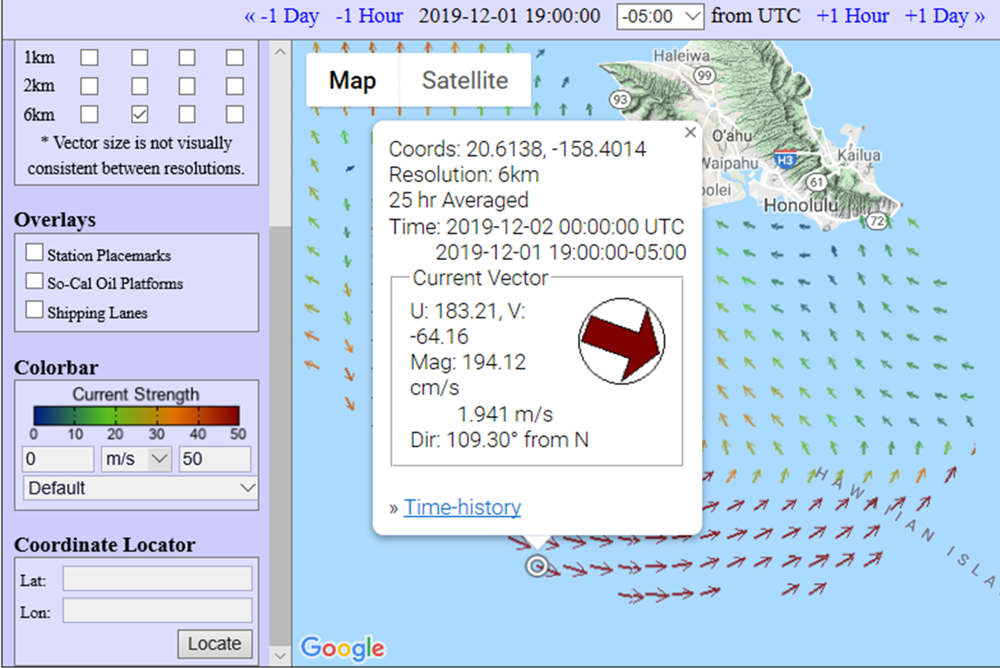 « -1 Day -1 Hour 2019-12-01 19:00:00 -05:00 from UTC +1 Hour +1 Day »
1km
2km
6km
* Vector size is not visually
consistent between resolutions.
Overlays
Station Placemarks
So-Cal Oil Platforms
Shipping Lanes
Colorbar
Current Strength
0 10 20 30 40 50
0 m/s 50
Default
Coordinate Locator
Lat:
Lon:
Locate
Map Satellite
Coords: 20.6138, -158.4014
Resolution: 6km
25 hr Averaged
Time: 2019-12-02 00:00:00 UTC
2019-12-01 19:00:00-05:00
Current Vector
U: 183.21, V:
-64.16
Mag: 194.12
cm/s
1.941 m/s
Dir: 109.30° from N
» Time-history
×
Haleiwa
99
93
O'ahu
H3
Kailua
Waipahu
61
polei
Honolulu
72
HAW IIAN ISLA
Google